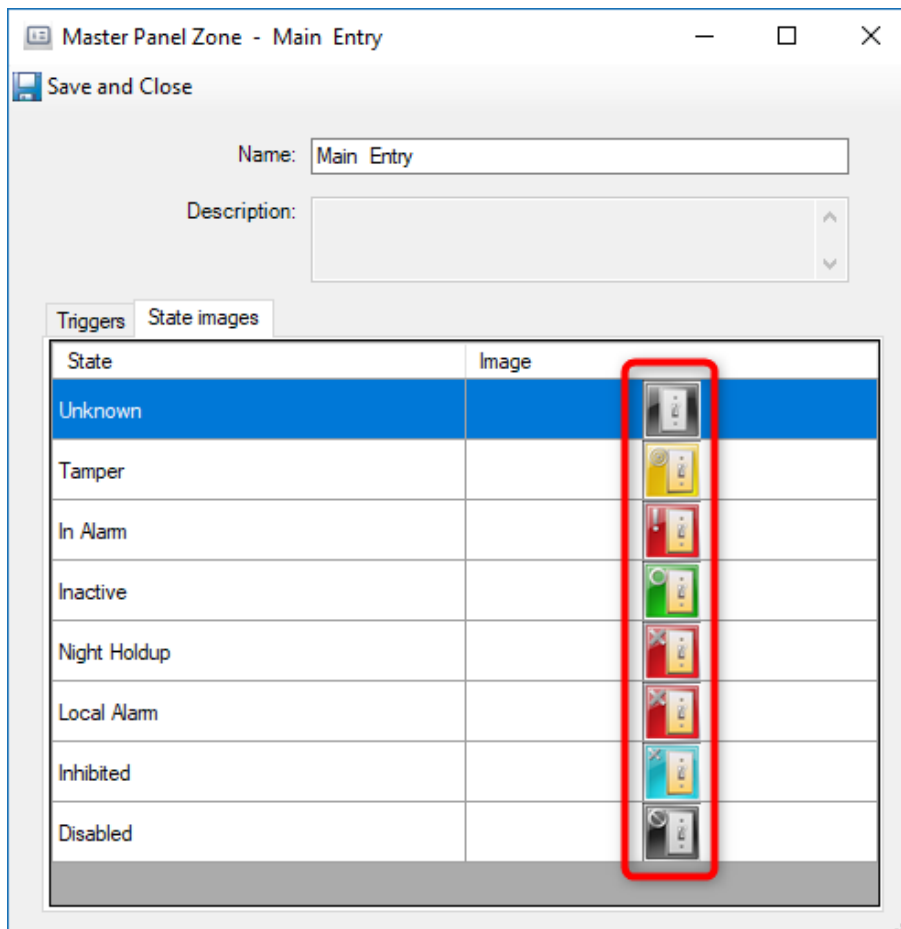 Master Panel Zone - Main Entry
Save and Close
Name: Main Entry
Description:
Triggers State images
State Image
Unknown
Tamper
In Alarm
Inactive
Night Holdup
Local Alarm
Inhibited
Disabled